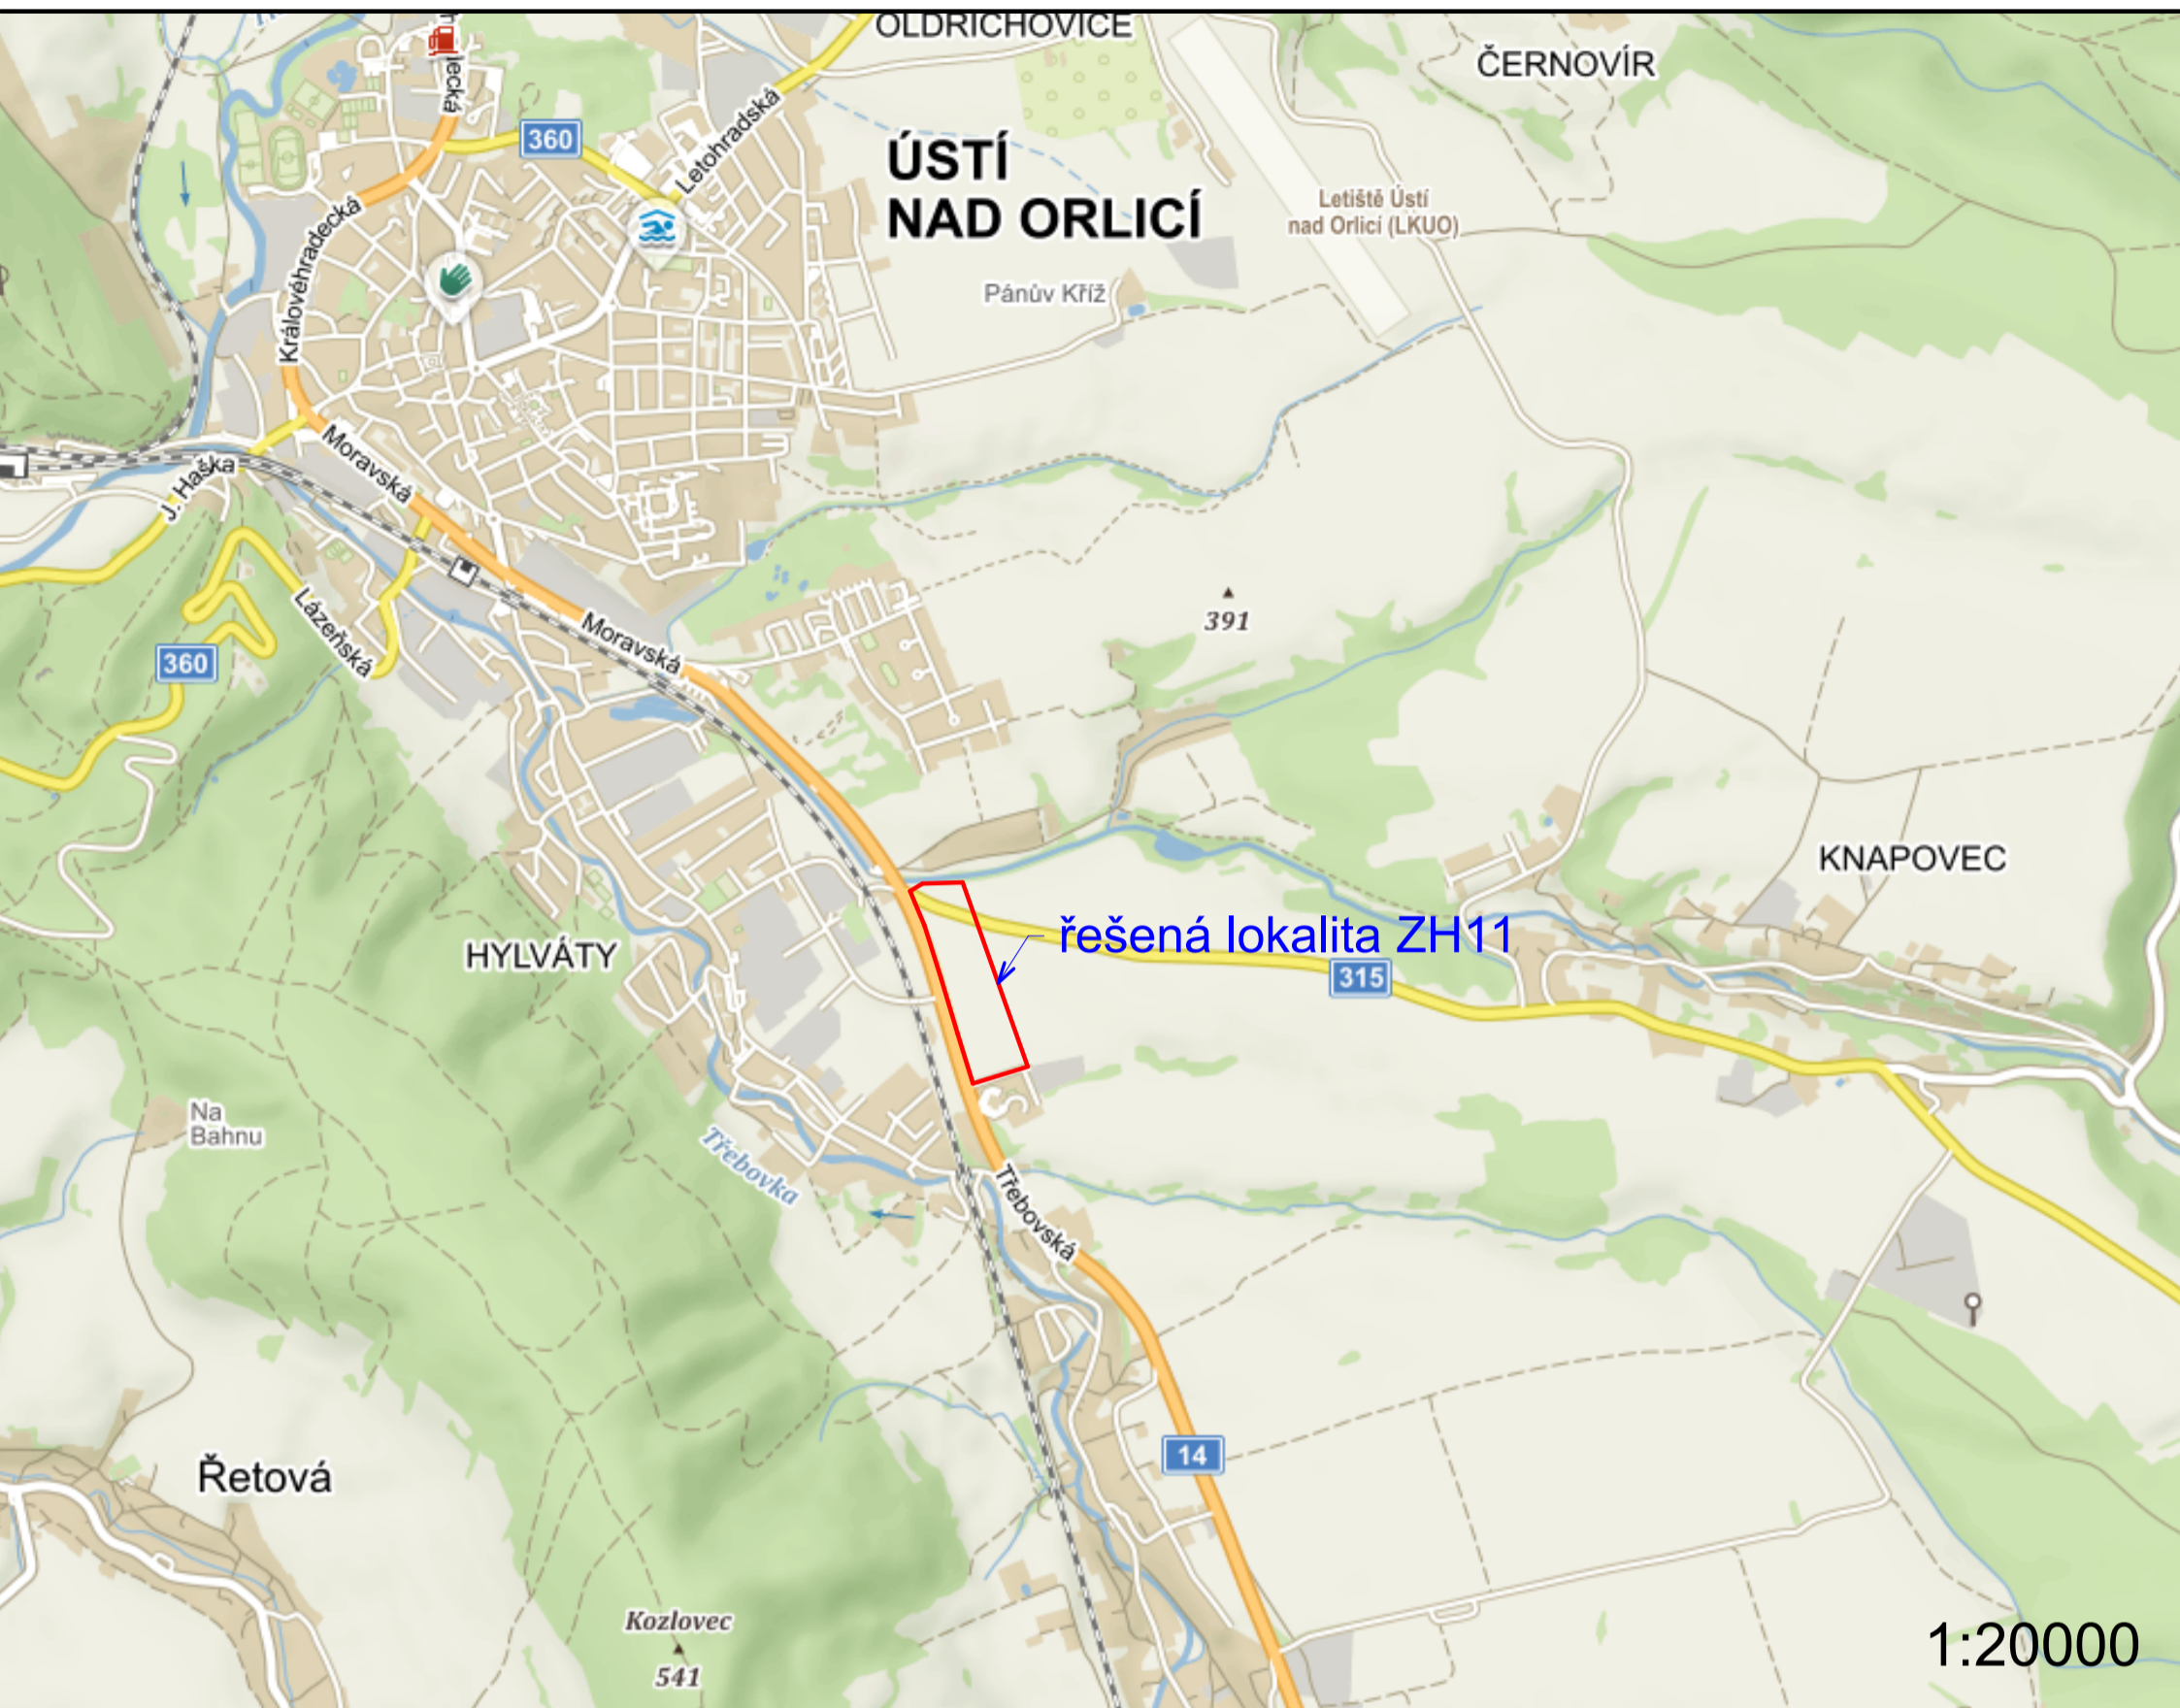 OLDŘICHOVICE
ČERNOVÍR
360
Letohradská
ÚSTÍ
NAD ORLICÍ
Letiště Ústí
nad Orlicí (LKUO)
Královéhradecká
Pánův Kříž
Moravská
J. Haška
Lázeňská
Moravská
391
360
KNAPOVEC
HYLVÁTY
řešená lokalita ZH11
315
Na
Bahnu
Třebovka
Třebovská
14
Řetová
Kozlovec
541
1:20000